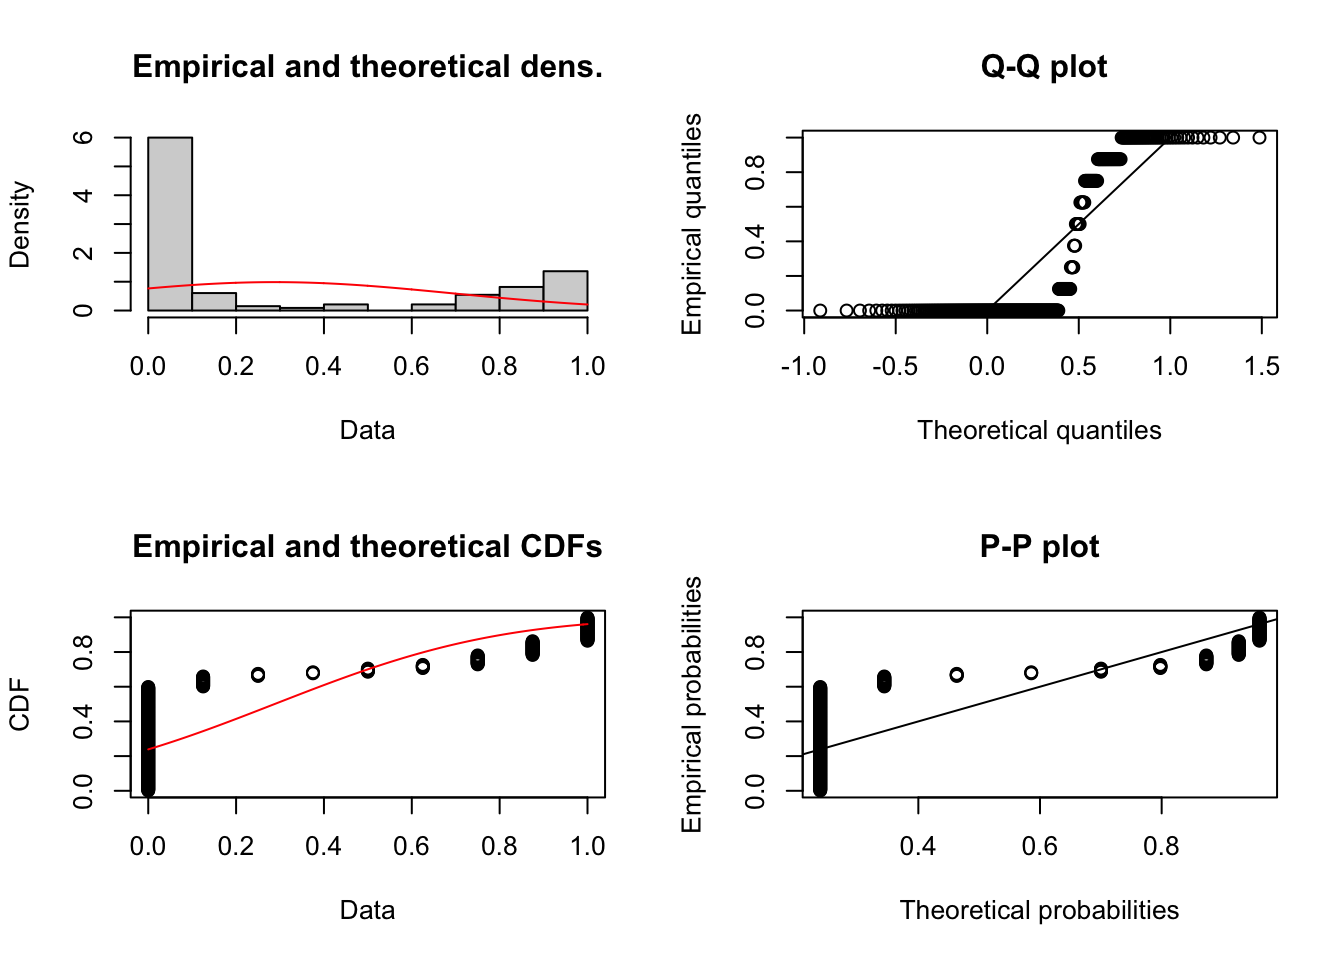 Empirical and theoretical dens.
Density
0 2 4 6
0.0 0.2 0.4 0.6 0.8 1.0
Data
Q-Q plot
Empirical quantiles
0.0 0.4 0.8
-1.0 -0.5 0.0 0.5 1.0 1.5
Theoretical quantiles
Empirical and theoretical CDFs
CDF
0.0 0.4 0.8
0.0 0.2 0.4 0.6 0.8 1.0
Data
P-P plot
Empirical probabilities
0.0 0.4 0.8
0.4 0.6 0.8
Theoretical probabilities